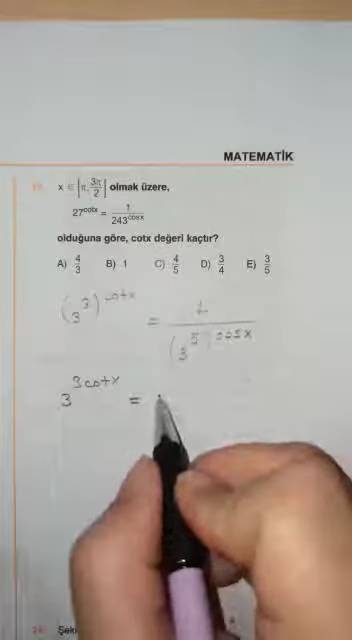 MATEMATİK
x ∈ [π, 3π/2] olmak üzere,
27^cotx = 1/243^cosx
olduğuna göre, cotx değeri kaçtır?
A) 4/3 B) 1 C) 4/5 D) 3/4 E) 3/5
(3^3)^cotx = 1/(3^5)^cosx
3^3cotx =
Şek